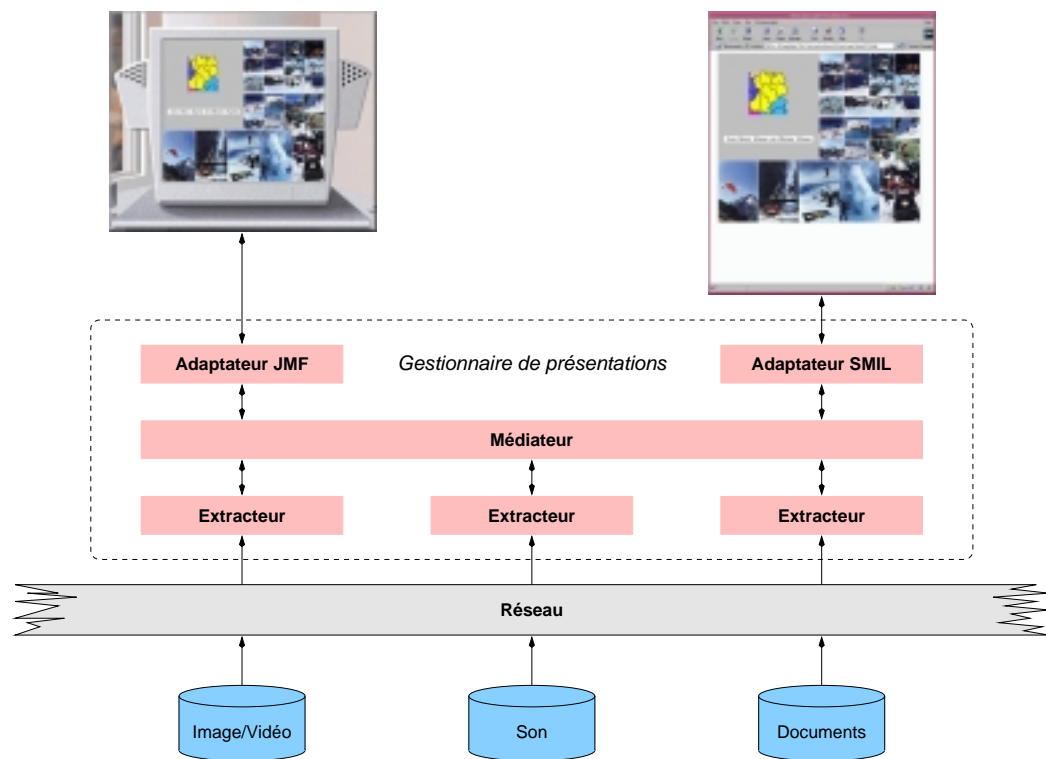 Adaptateur JMF
Gestionnaire de présentations
Adaptateur SMIL
Médiateur
Extracteur
Extracteur
Extracteur
Réseau
Image/Vidéo
Son
Documents